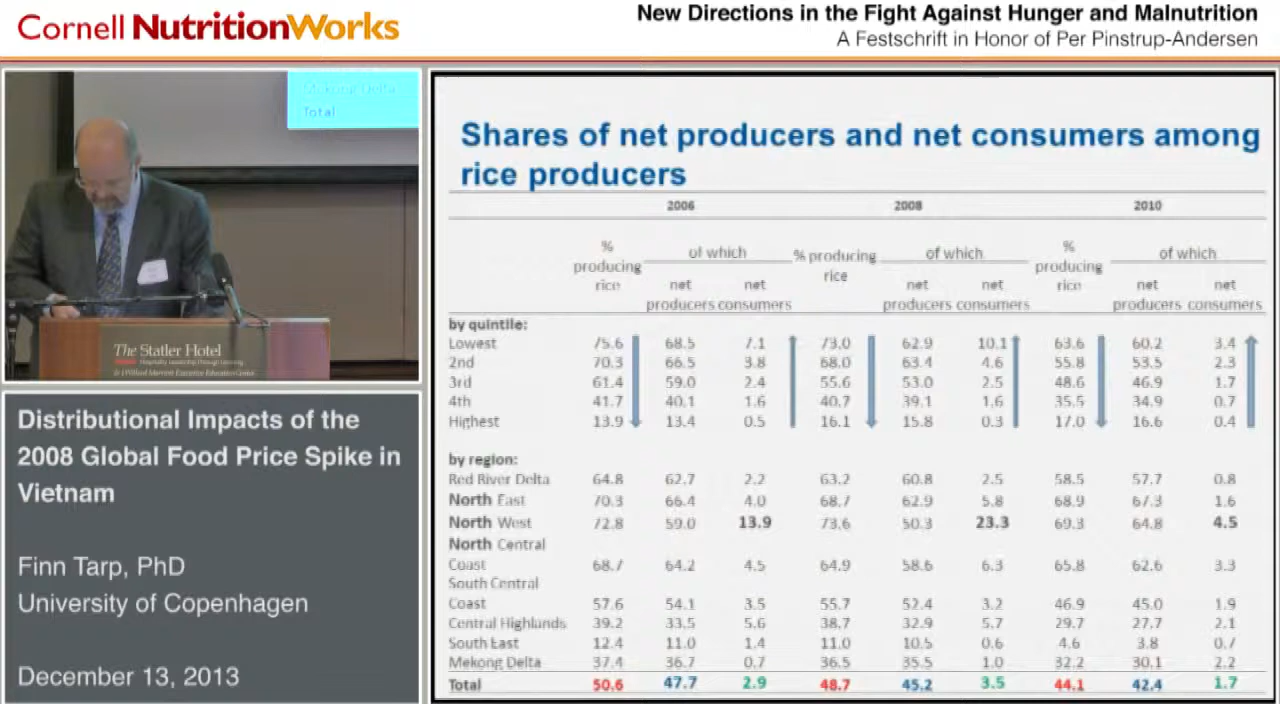 Cornell NutritionWorks
New Directions in the Fight Against Hunger and Malnutrition
A Festschrift in Honor of Per Pinstrup-Andersen
Mekong Delta
Total
The Statler Hotel
Hospitality Leadership Through Learning
& J.Willard Marriott Executive Education Center
Distributional Impacts of the
2008 Global Food Price Spike in
Vietnam
Finn Tarp, PhD
University of Copenhagen
December 13, 2013
Shares of net producers and net consumers among
rice producers
2006 2008 2010
% producing rice of which % producing rice of which % producing rice of which
net producers net consumers net producers net consumers net producers net consumers
by quintile:
Lowest 75.6 68.5 7.1 73.0 62.9 10.1 63.6 60.2 3.4
2nd 70.3 66.5 3.8 68.0 63.4 4.6 55.8 53.5 2.3
3rd 61.4 59.0 2.4 55.6 53.0 2.5 48.6 46.9 1.7
4th 41.7 40.1 1.6 40.7 39.1 1.6 35.5 34.9 0.7
Highest 13.9 13.4 0.5 16.1 15.8 0.3 17.0 16.6 0.4
by region:
Red River Delta 64.8 62.7 2.2 63.2 60.8 2.5 58.5 57.7 0.8
North East 70.3 66.4 4.0 68.7 62.9 5.8 68.9 67.3 1.6
North West 72.8 59.0 13.9 73.6 50.3 23.3 69.3 64.8 4.5
North Central
Coast 68.7 64.2 4.5 64.9 58.6 6.3 65.8 62.6 3.3
South Central
Coast 57.6 54.1 3.5 55.7 52.4 3.2 46.9 45.0 1.9
Central Highlands 39.2 33.5 5.6 38.7 32.9 5.7 29.7 27.7 2.1
South East 12.4 11.0 1.4 11.0 10.5 0.6 4.6 3.8 0.7
Mekong Delta 37.4 36.7 0.7 36.5 35.5 1.0 32.2 30.1 2.2
Total 50.6 47.7 2.9 48.7 45.2 3.5 44.1 42.4 1.7